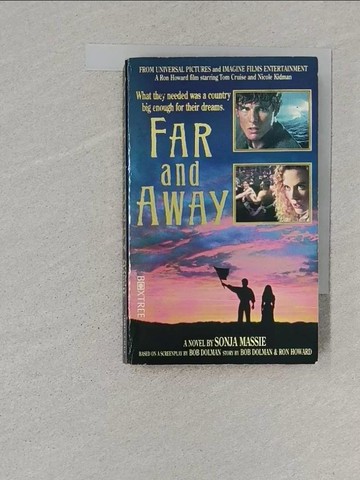 FROM UNIVERSAL PICTURES and IMAGINE FILMS ENTERTAINMENT
A Ron Howard film starring Tom Cruise and Nicole Kidman
What they needed was a country
big enough for their dreams.
FAR
and
AWAY
BOXTREE
A NOVEL BY SONJA MASSIE
BASED ON A SCREENPLAY BY BOB DOLMAN STORY BY BOB DOLMAN & RON HOWARD